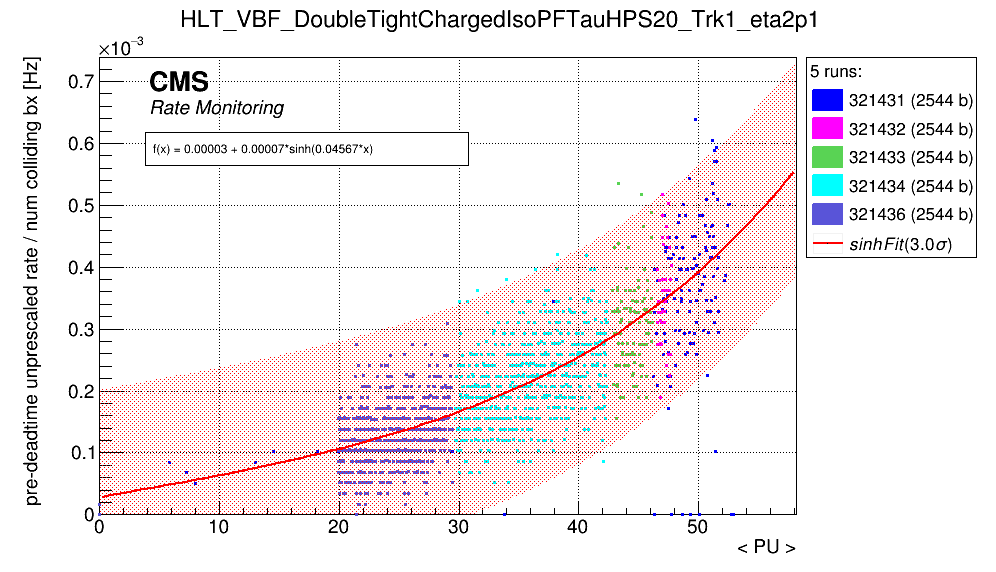 HLT_VBF_DoubleTightChargedIsoPFTauHPS20_Trk1_eta2p1
×10⁻³
pre-deadtime unprescaled rate / num colliding bx [Hz]
CMS
Rate Monitoring
f(x) = 0.00003 + 0.00007*sinh(0.04567*x)
0.7
0.6
0.5
0.4
0.3
0.2
0.1
0
0 10 20 30 40 50
< PU >
5 runs:
321431 (2544 b)
321432 (2544 b)
321433 (2544 b)
321434 (2544 b)
321436 (2544 b)
sinhFit(3.0σ)